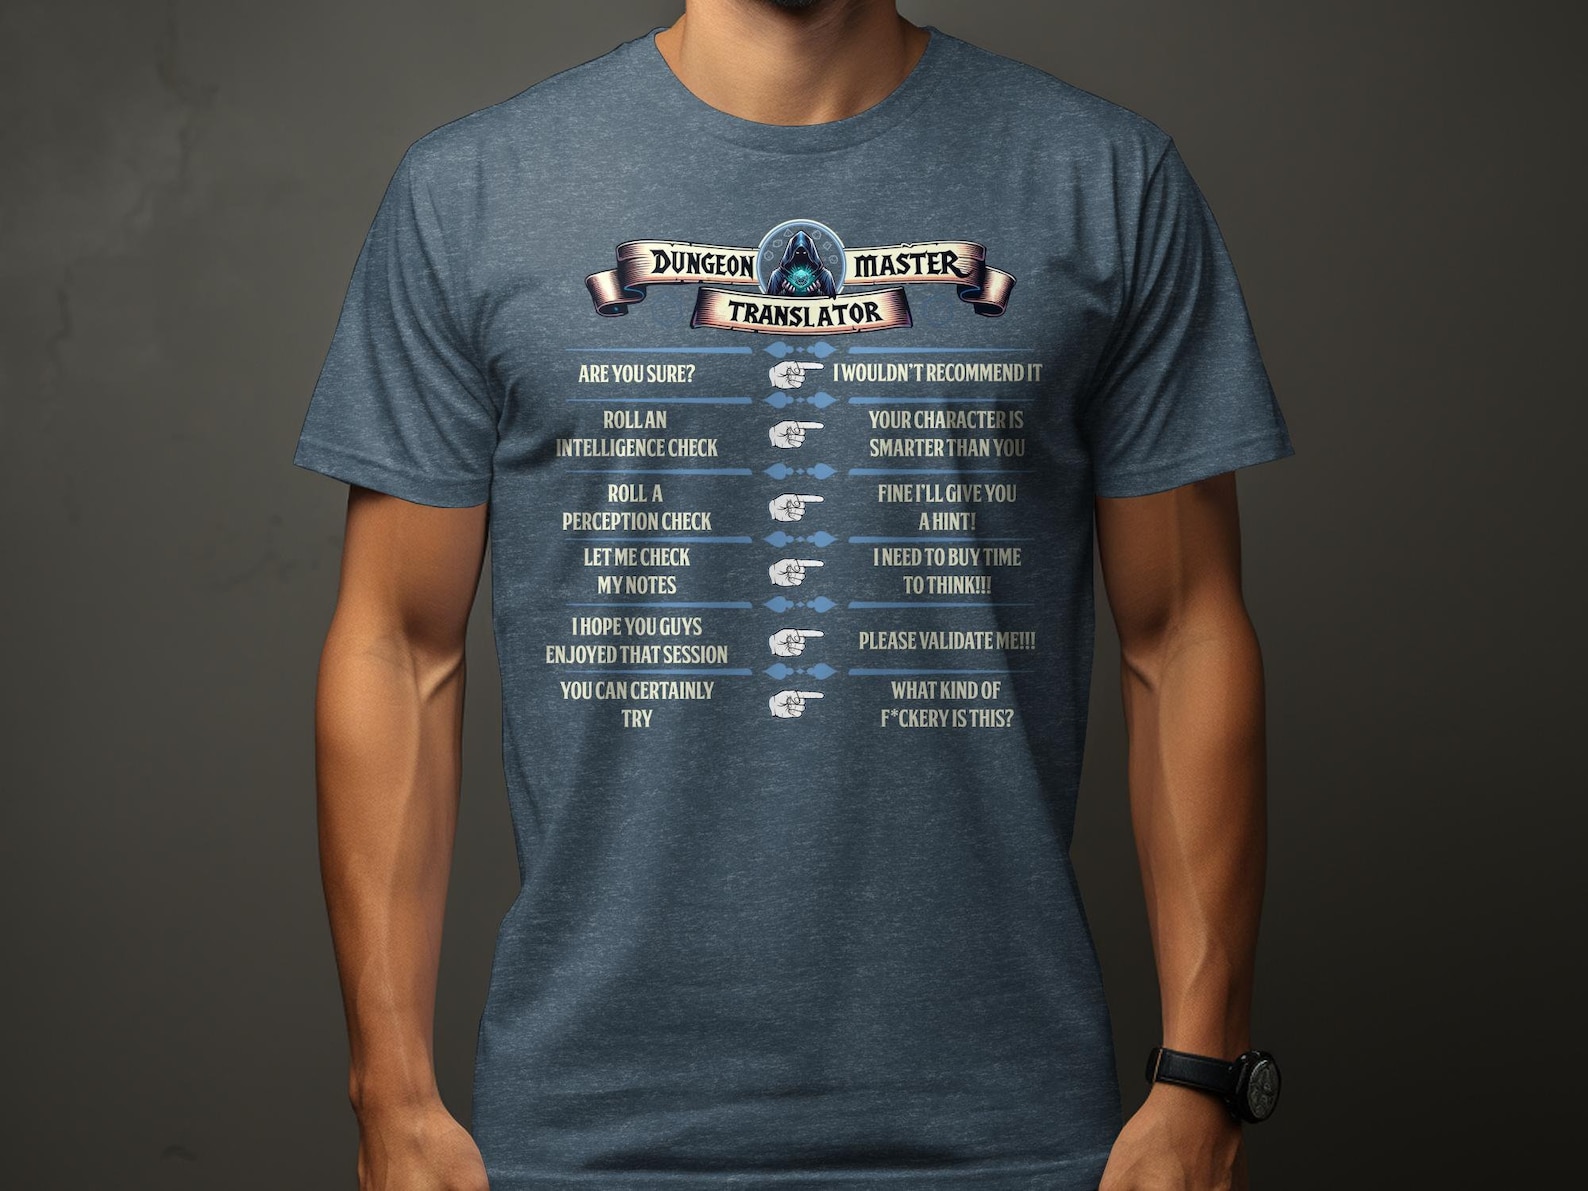 DUNGEON MASTER
TRANSLATOR
ARE YOU SURE? I WOULDN'T RECOMMEND IT
ROLL AN
INTELLIGENCE CHECK
YOUR CHARACTER IS
SMARTER THAN YOU
ROLL A
PERCEPTION CHECK
FINE I'LL GIVE YOU
A HINT!
LET ME CHECK
MY NOTES
I NEED TO BUY TIME
TO THINK!!!
I HOPE YOU GUYS
ENJOYED THAT SESSION
PLEASE VALIDATE ME!!!
YOU CAN CERTAINLY
TRY
WHAT KIND OF
F*CKERY IS THIS?